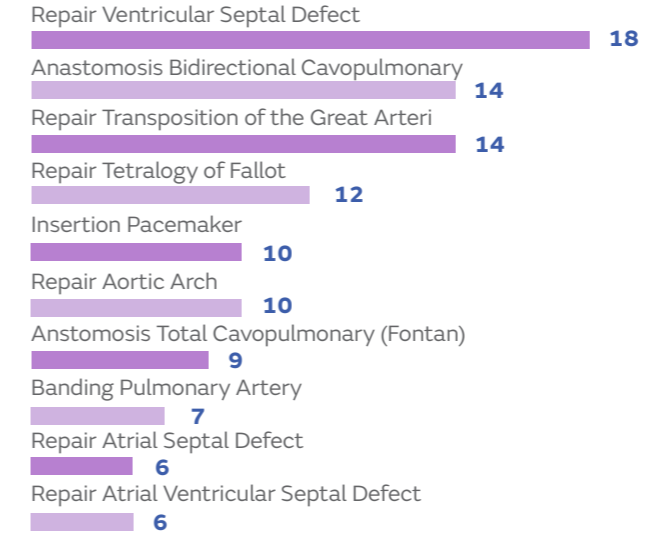 Repair Ventricular Septal Defect
18
Anastomosis Bidirectional Cavopulmonary
14
Repair Transposition of the Great Arteri
14
Repair Tetralogy of Fallot
12
Insertion Pacemaker
10
Repair Aortic Arch
10
Anstomosis Total Cavopulmonary (Fontan)
9
Banding Pulmonary Artery
7
Repair Atrial Septal Defect
6
Repair Atrial Ventricular Septal Defect
6